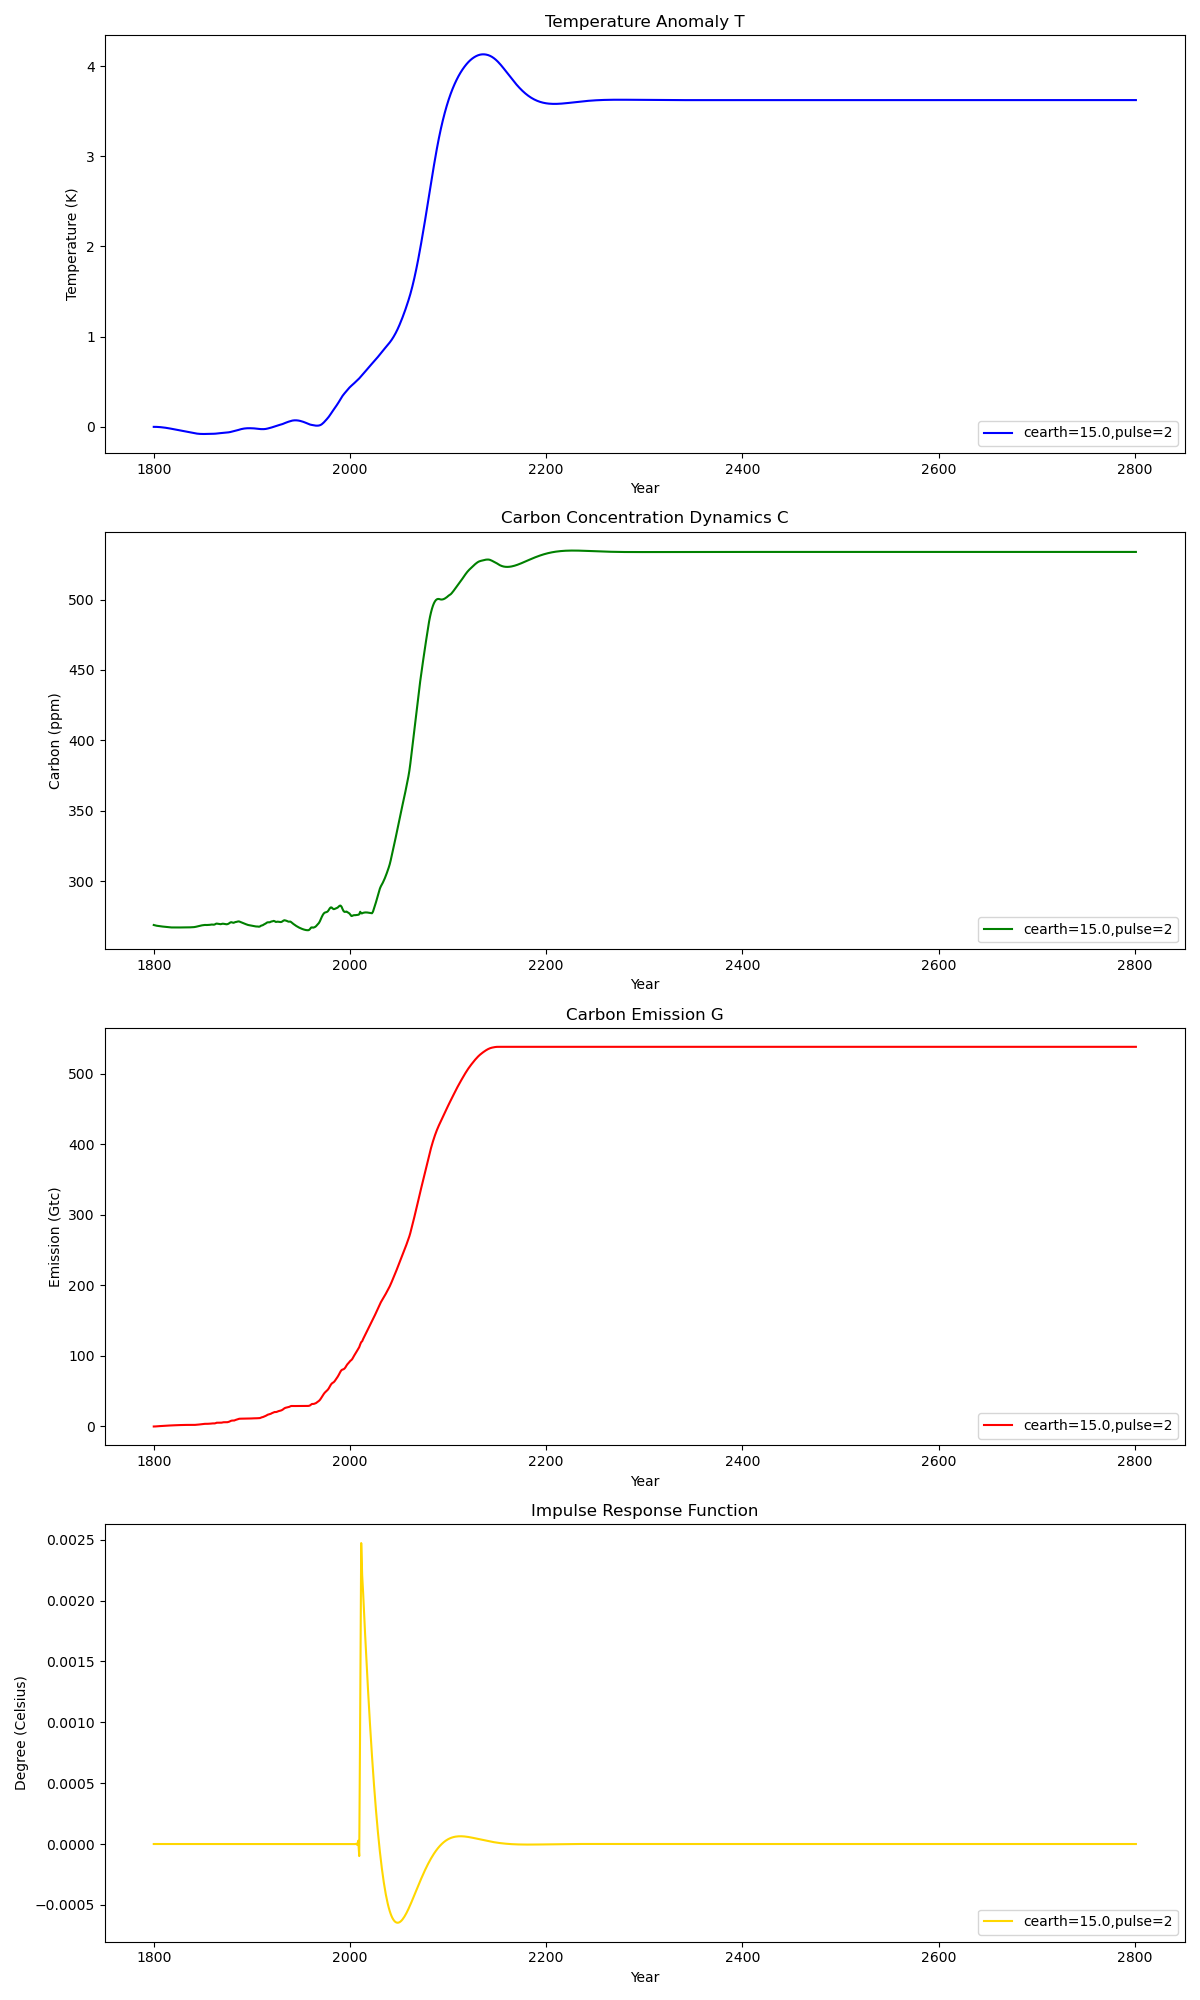 Temperature Anomaly T
4
3
2
1
0
Temperature (K)
cearth=15.0,pulse=2
1800 2000 2200 2400 2600 2800
Year
Carbon Concentration Dynamics C
500
450
400
350
300
Carbon (ppm)
cearth=15.0,pulse=2
1800 2000 2200 2400 2600 2800
Year
Carbon Emission G
500
400
300
200
100
0
Emission (Gtc)
cearth=15.0,pulse=2
1800 2000 2200 2400 2600 2800
Year
Impulse Response Function
0.0025
0.0020
0.0015
0.0010
0.0005
0.0000
−0.0005
Degree (Celsius)
cearth=15.0,pulse=2
1800 2000 2200 2400 2600 2800
Year